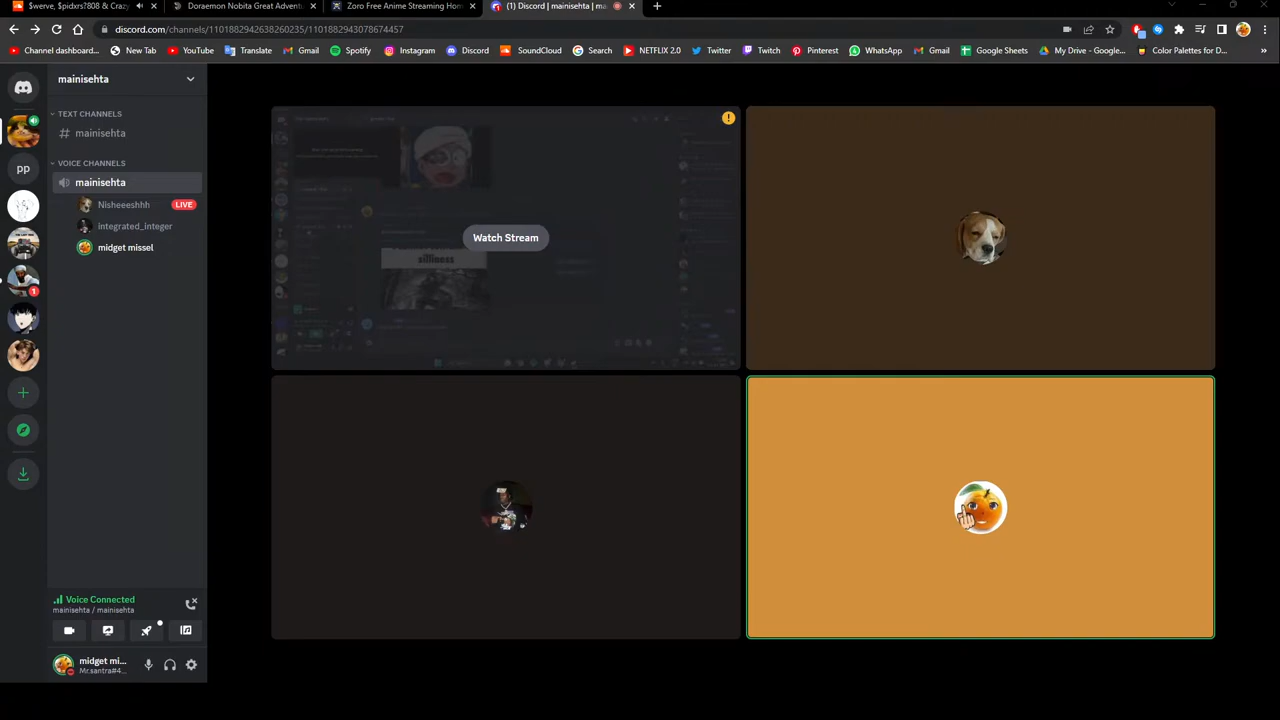 $werve, $pidxrs?808 & Crazy
Doraemon Nobita Great Advent
Zoro Free Anime Streaming Hom
(1) Discord | mainisehta | ma
discord.com/channels/1101882942638260235/1101882943078674457
Channel dashboard...
New Tab
YouTube
Translate
Gmail
Spotify
Instagram
Discord
SoundCloud
Search
NETFLIX 2.0
Twitter
Twitch
Pinterest
WhatsApp
Gmail
Google Sheets
My Drive - Google...
Color Palettes for D...
»
mainisehta
TEXT CHANNELS
# mainisehta
VOICE CHANNELS
mainisehta
Nisheeeshhh LIVE
integrated_integer
midget missel
pp
1
Watch Stream
silliness
!
Voice Connected
mainisehta / mainisehta
midget mi...
Mr.santra#4...